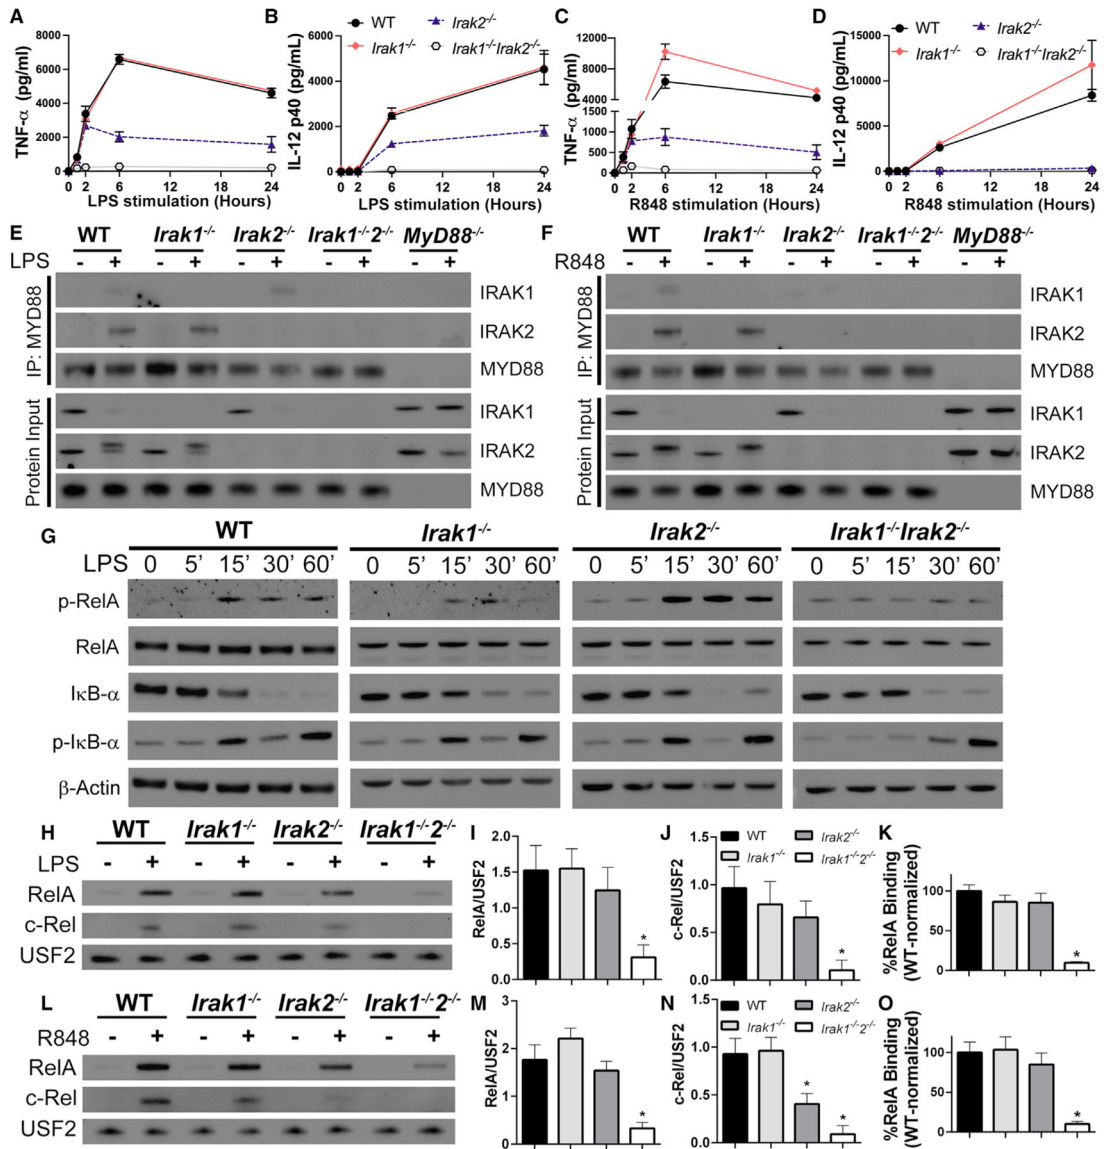 A
TNF-α (pg/ml)
8000
6000
4000
2000
0
0 2 6 12 18 24
LPS stimulation (Hours)
B
IL-12 p40 (pg/mL)
6000
4000
2000
0
0 2 6 12 18 24
LPS stimulation (Hours)
WT
Irak2-/-
Irak1-/-
Irak1-/-Irak2-/-
C
TNF-α (pg/ml)
12000
8000
4000
1500
1000
500
0
0 2 6 12 18 24
R848 stimulation (Hours)
D
IL-12 p40 (pg/mL)
15000
10000
5000
0
0 2 6 12 18 24
R848 stimulation (Hours)
WT
Irak2-/-
Irak1-/-
Irak1-/-Irak2-/-
E
WT Irak1-/- Irak2-/- Irak1-/-2-/- MyD88-/-
LPS - + - + - + - + - +
IP: MYD88
IRAK1
IRAK2
MYD88
Protein Input
IRAK1
IRAK2
MYD88
F
WT Irak1-/- Irak2-/- Irak1-/-2-/- MyD88-/-
R848 - + - + - + - + - +
IP: MYD88
IRAK1
IRAK2
MYD88
Protein Input
IRAK1
IRAK2
MYD88
G
WT Irak1-/- Irak2-/- Irak1-/-Irak2-/-
LPS 0 5’ 15’ 30’ 60’ 0 5’ 15’ 30’ 60’ 0 5’ 15’ 30’ 60’ 0 5’ 15’ 30’ 60’
p-RelA
RelA
IκB-α
p-IκB-α
β-Actin
H
WT Irak1-/- Irak2-/- Irak1-/-2-/-
LPS - + - + - + - +
RelA
c-Rel
USF2
I
RelA/USF2
2.0
1.5
1.0
0.5
0.0
*
J
c-Rel/USF2
1.5
1.0
0.5
0.0
WT
Irak2-/-
Irak1-/-
Irak1-/-2-/-
*
K
%RelA Binding
(WT-normalized)
100
50
0
*
L
WT Irak1-/- Irak2-/- Irak1-/-2-/-
R848 - + - + - + - +
RelA
c-Rel
USF2
M
RelA/USF2
3
2
1
0
*
N
c-Rel/USF2
1.5
1.0
0.5
0.0
WT
Irak2-/-
Irak1-/-
Irak1-/-2-/-
*
*
O
%RelA Binding
(WT-normalized)
100
50
0
*